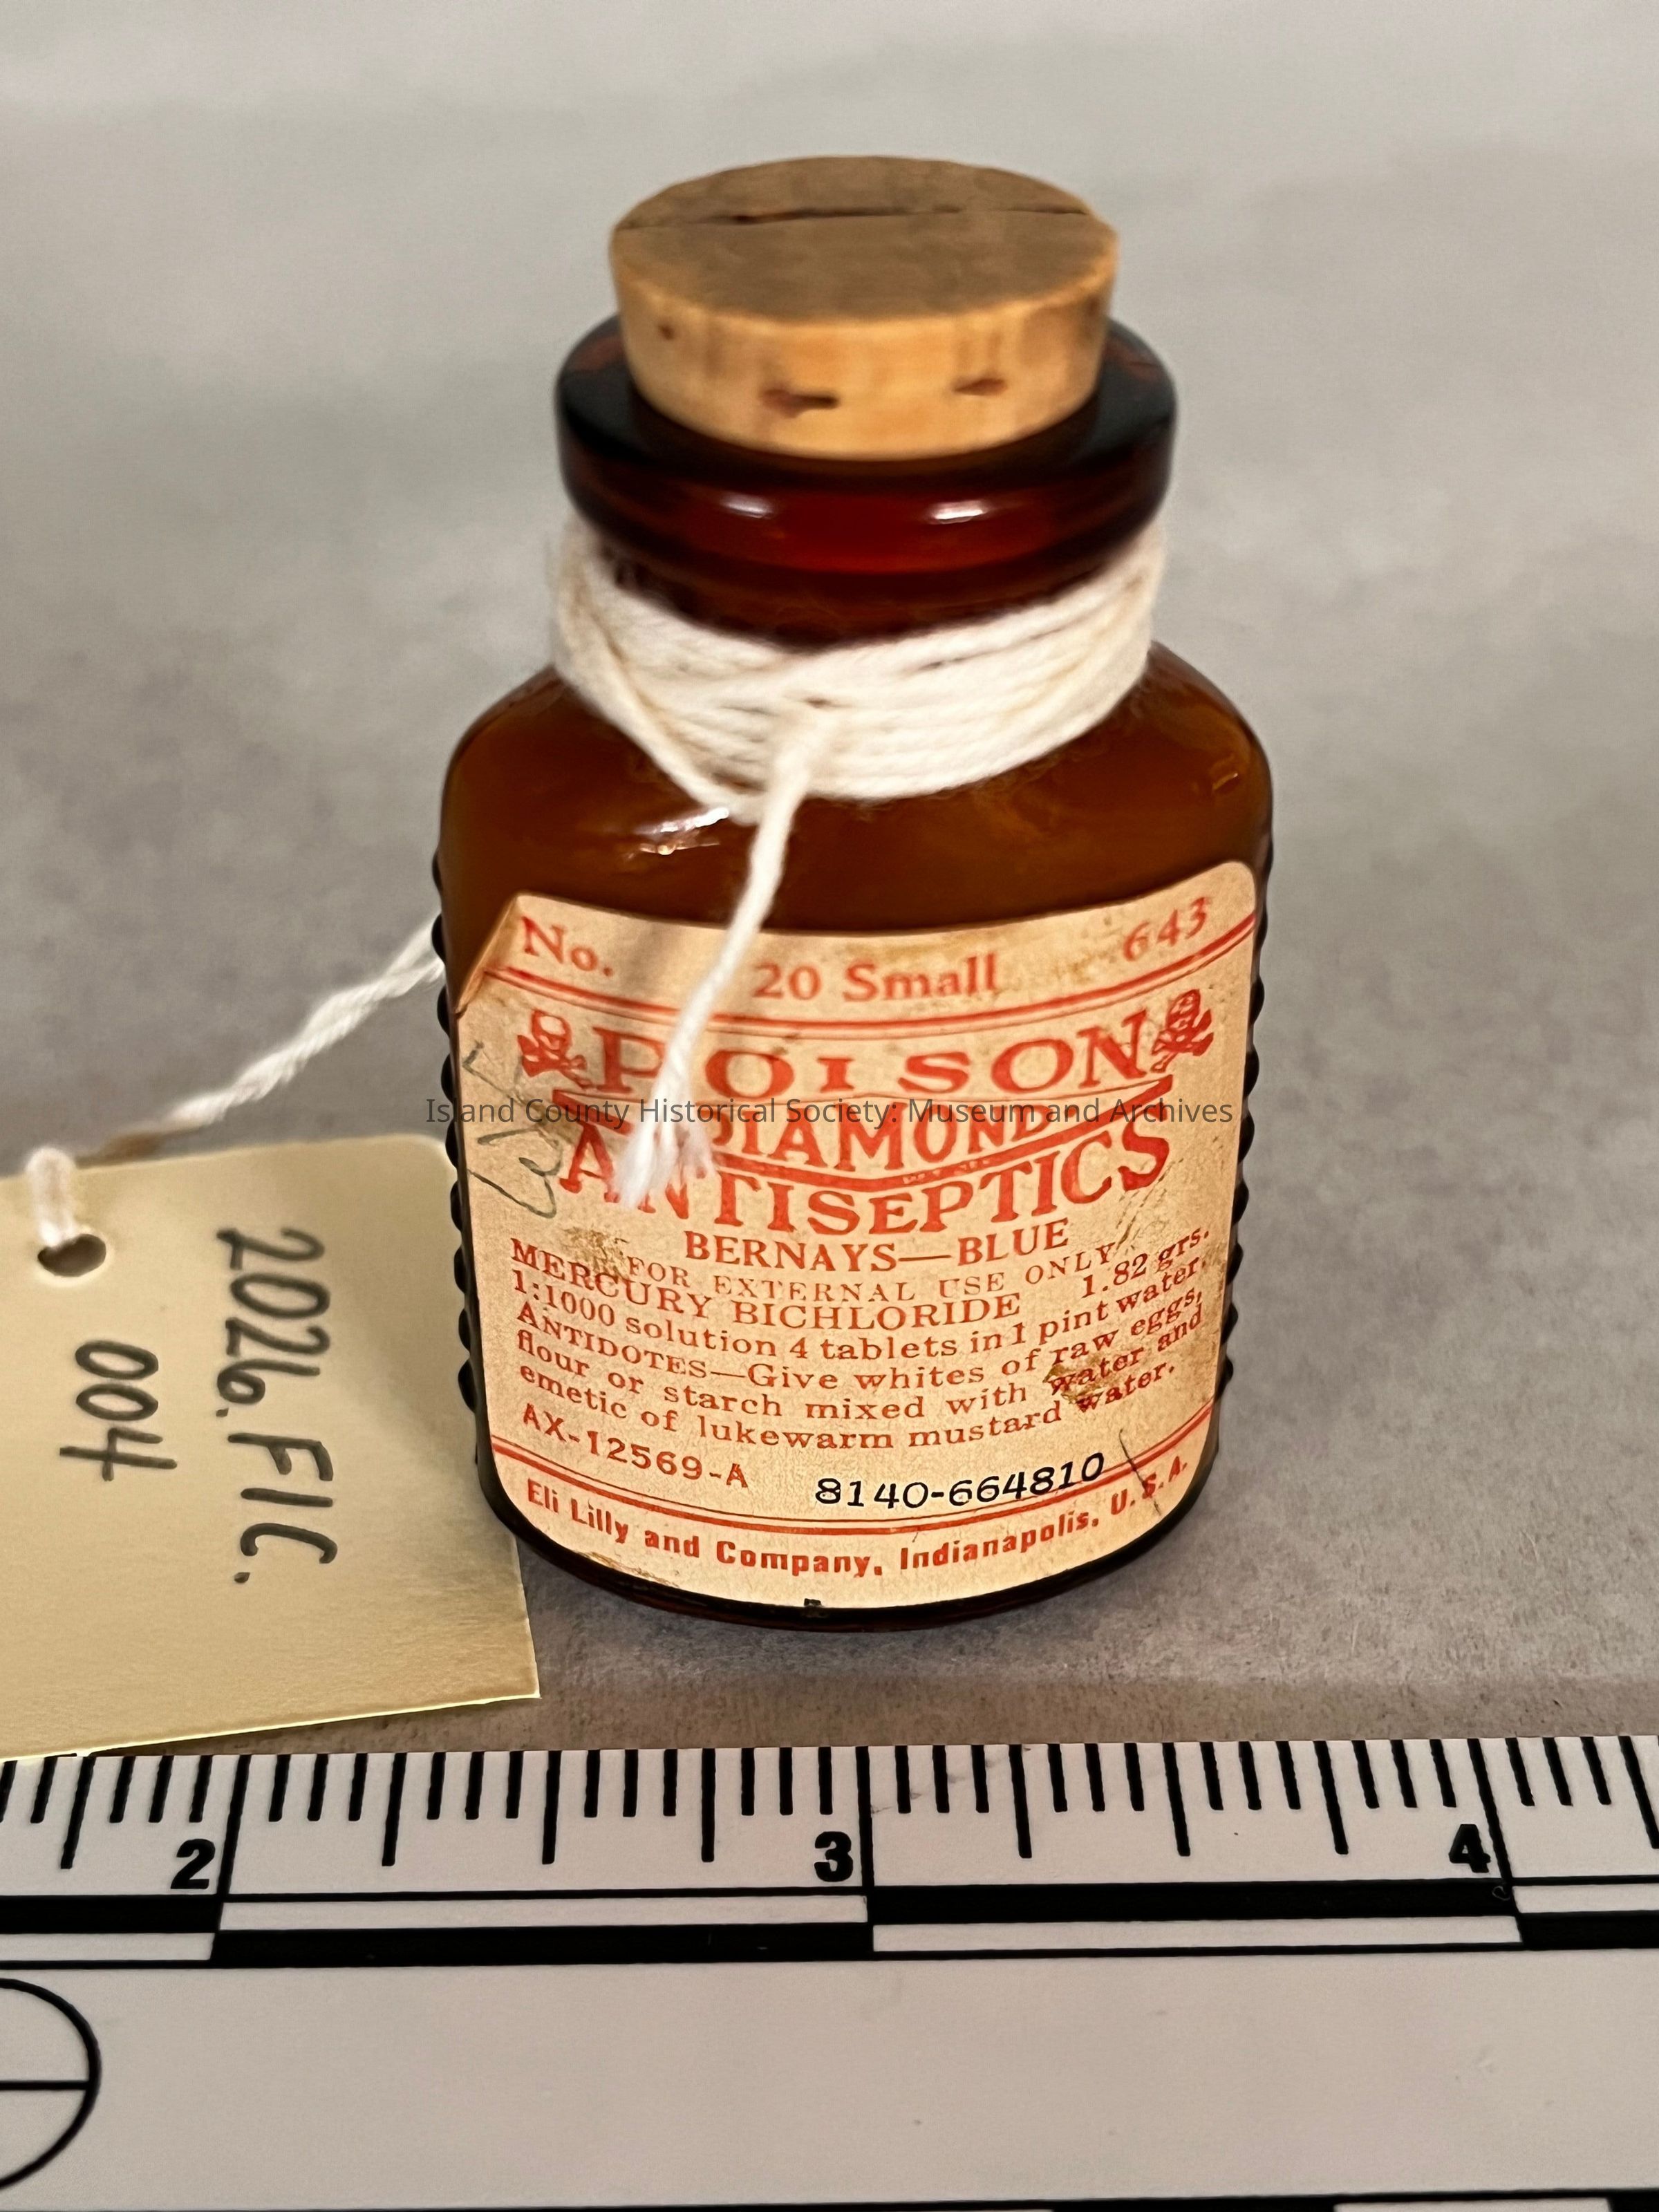 No. 20 Small 643
POISON
DIAMOND
ANTISEPTICS
BERNAYS—BLUE
FOR EXTERNAL USE ONLY
MERCURY BICHLORIDE 1.82 grs.
1:1000 solution 4 tablets in 1 pint water.
ANTIDOTES—Give whites of raw eggs,
flour or starch mixed with water and
emetic of lukewarm mustard water.
AX-12569-A 8140-664810
Eli Lilly and Company, Indianapolis, U.S.A.
Island County Historical Society: Museum and Archives
2026.FIC.
004
2 3 4